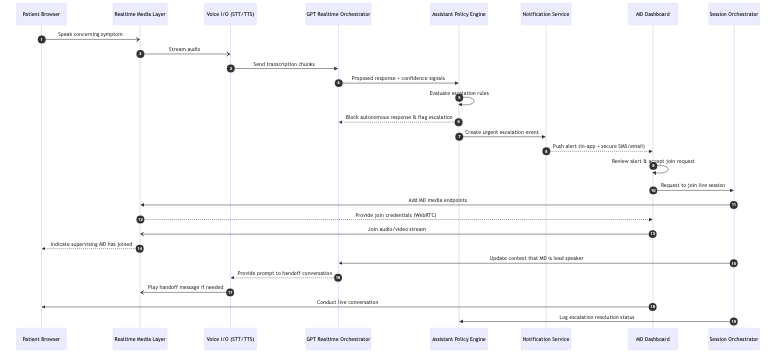 Patient Browser
Realtime Media Layer
Voice I/O (STT/TTS)
GPT Realtime Orchestrator
Assistant Policy Engine
Notification Service
MD Dashboard
Session Orchestrator
1 Speak concerning symptom
2 Stream audio
3 Send transcription chunks
4 Proposed response + confidence signals
5 Evaluate escalation rules
6 Block autonomous response & flag escalation
7 Create urgent escalation event
8 Push alert (in-app + secure SMS/email)
9 Review alert & accept join request
10 Request to join live session
11 Add MD media endpoints
12 Provide join credentials (WebRTC)
13 Join audio/video stream
14 Indicate supervising MD has joined
15 Update context that MD is lead speaker
16 Provide prompt to handoff conversation
17 Play handoff message if needed
18 Conduct live conversation
19 Log escalation resolution status
Patient Browser
Realtime Media Layer
Voice I/O (STT/TTS)
GPT Realtime Orchestrator
Assistant Policy Engine
Notification Service
MD Dashboard
Session Orchestrator